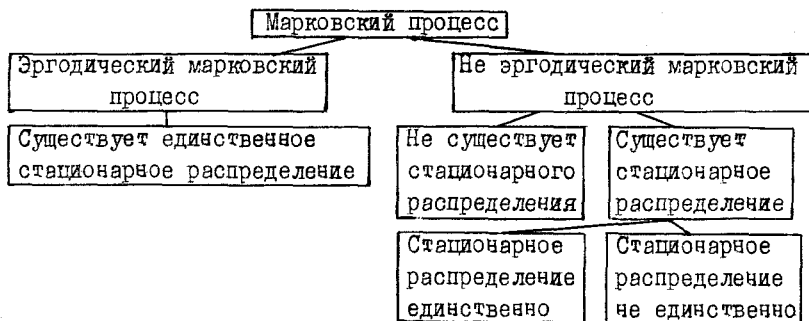 Марковский процесс
Эргодический марковский
процесс
Не эргодический марковский
процесс
Существует единственное
стационарное распределение
Не существует
стационарного
распределения
Существует
стационарное
распределение
Стационарное
распределение
единственно
Стационарное
распределение
не единственно